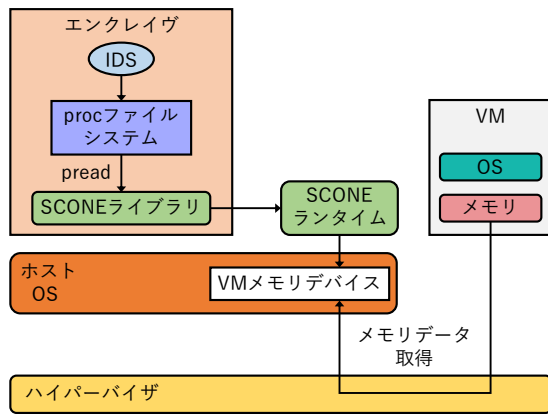 エンクレイヴ
IDS
procファイル
システム
pread
SCONEライブラリ
SCONE
ランタイム
VM
OS
メモリ
ホスト
OS
VMメモリデバイス
メモリデータ
取得
ハイパーバイザ